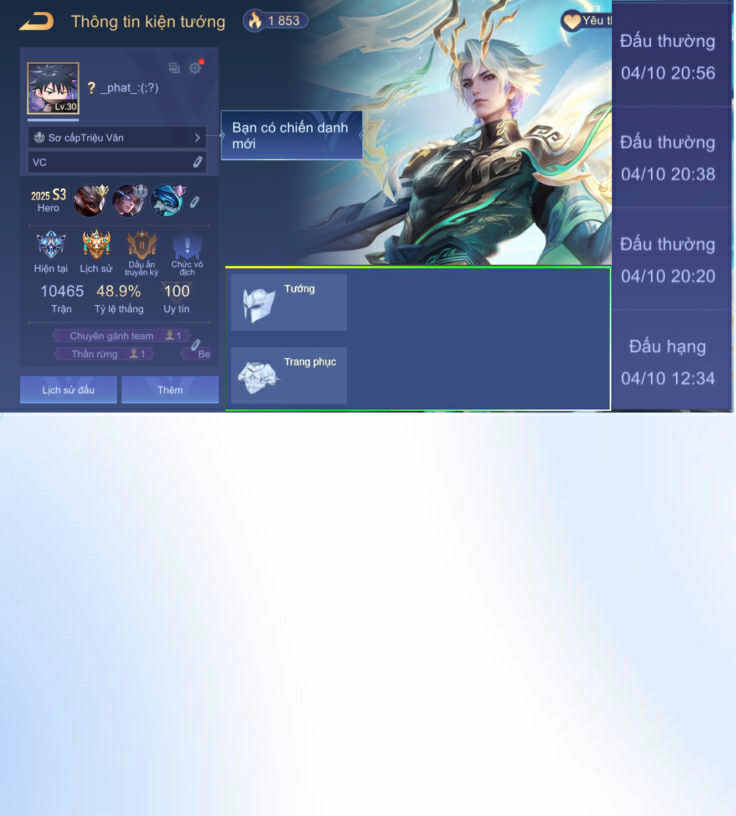 Thông tin kiện tướng
1 853
Yêu t
Lv.30
? _phat_:(;?)
Sơ cấpTriệu Vân
VC
Bạn có chiến danh
mới
2025 S3
Hero
Hiện tại
Lịch sử
Dấu ấn
truyền kỳ
Chức vô
địch
10465
48.9%
100
Trận
Tỷ lệ thắng
Uy tín
Chuyên gánh team 1
Thần rừng 1
Be
Lịch sử đấu
Thêm
Tướng
Trang phục
Đấu thường
04/10 20:56
Đấu thường
04/10 20:38
Đấu thường
04/10 20:20
Đấu hạng
04/10 12:34